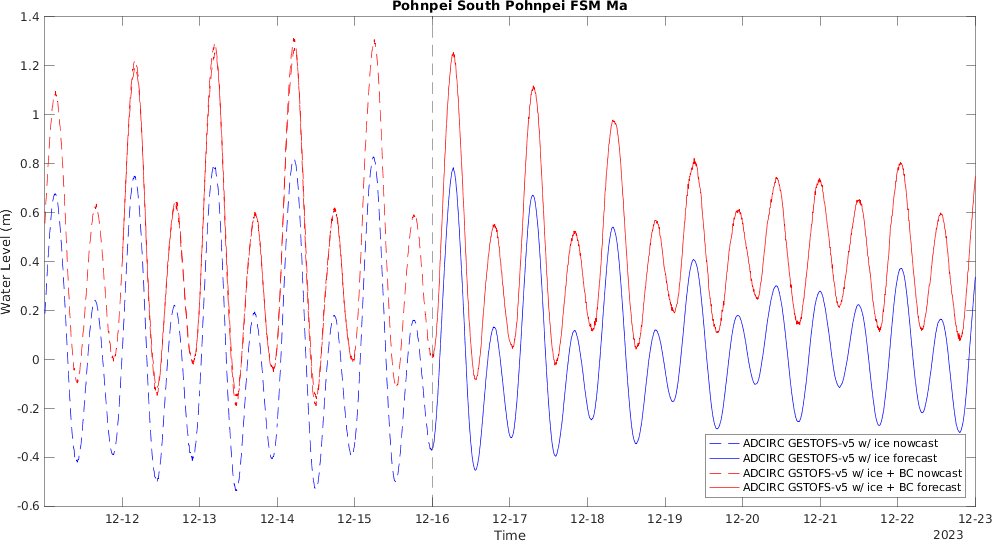 Pohnpei South Pohnpei FSM Ma
1.4
1.2
1
0.8
0.6
0.4
0.2
0
-0.2
-0.4
-0.6
Water Level (m)
ADCIRC GESTOFS-v5 w/ ice nowcast
ADCIRC GESTOFS-v5 w/ ice forecast
ADCIRC GSTOFS-v5 w/ ice + BC nowcast
ADCIRC GSTOFS-v5 w/ ice + BC forecast
12-12 12-13 12-14 12-15 12-16 12-17 12-18 12-19 12-20 12-21 12-22 12-23
Time
2023